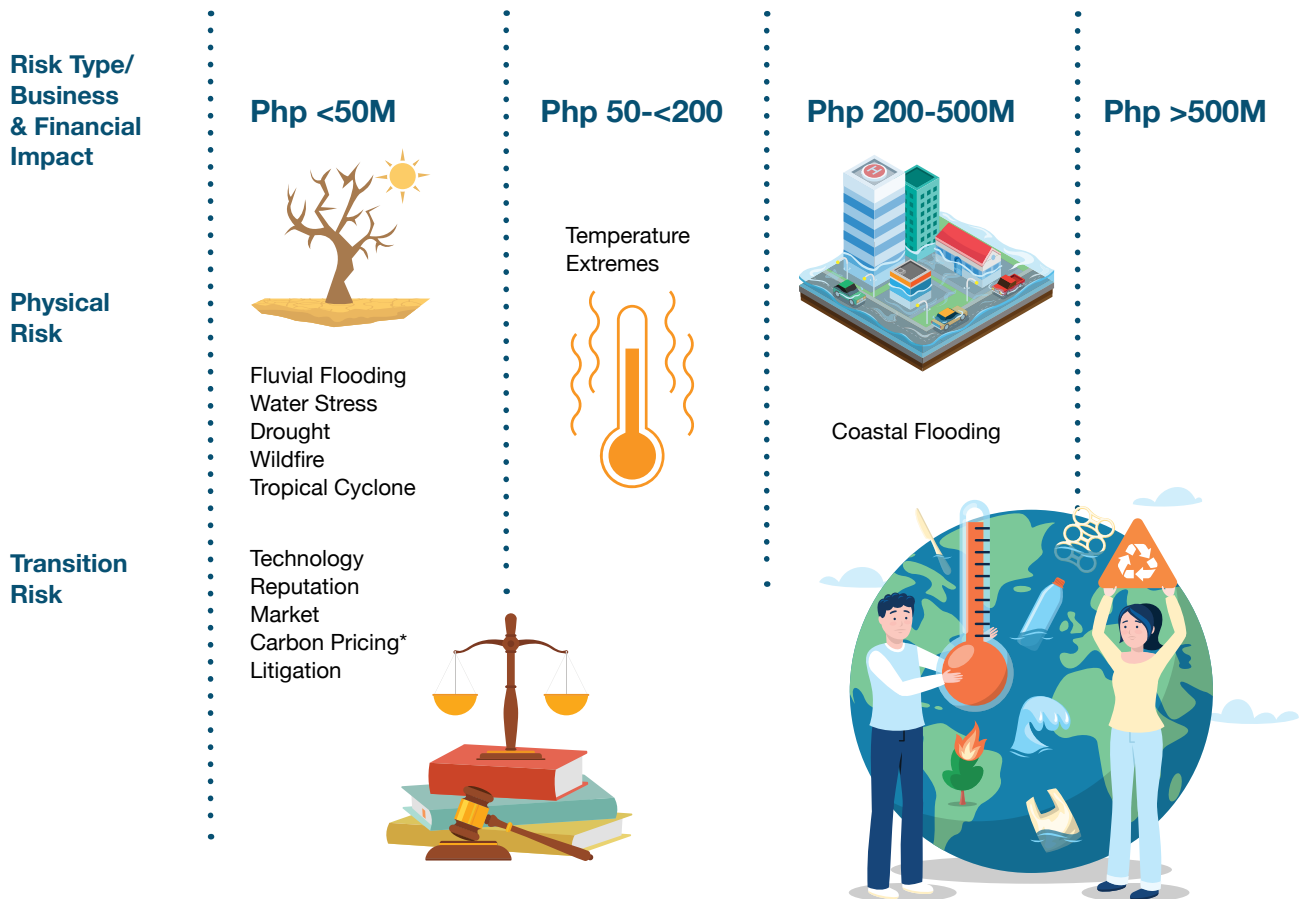 Risk Type/
Business
& Financial
Impact
Php <50M
Php 50-<200
Php 200-500M
Php >500M
Physical
Risk
Fluvial Flooding
Water Stress
Drought
Wildfire
Tropical Cyclone
Temperature
Extremes
H
Coastal Flooding
Transition
Risk
Technology
Reputation
Market
Carbon Pricing*
Litigation